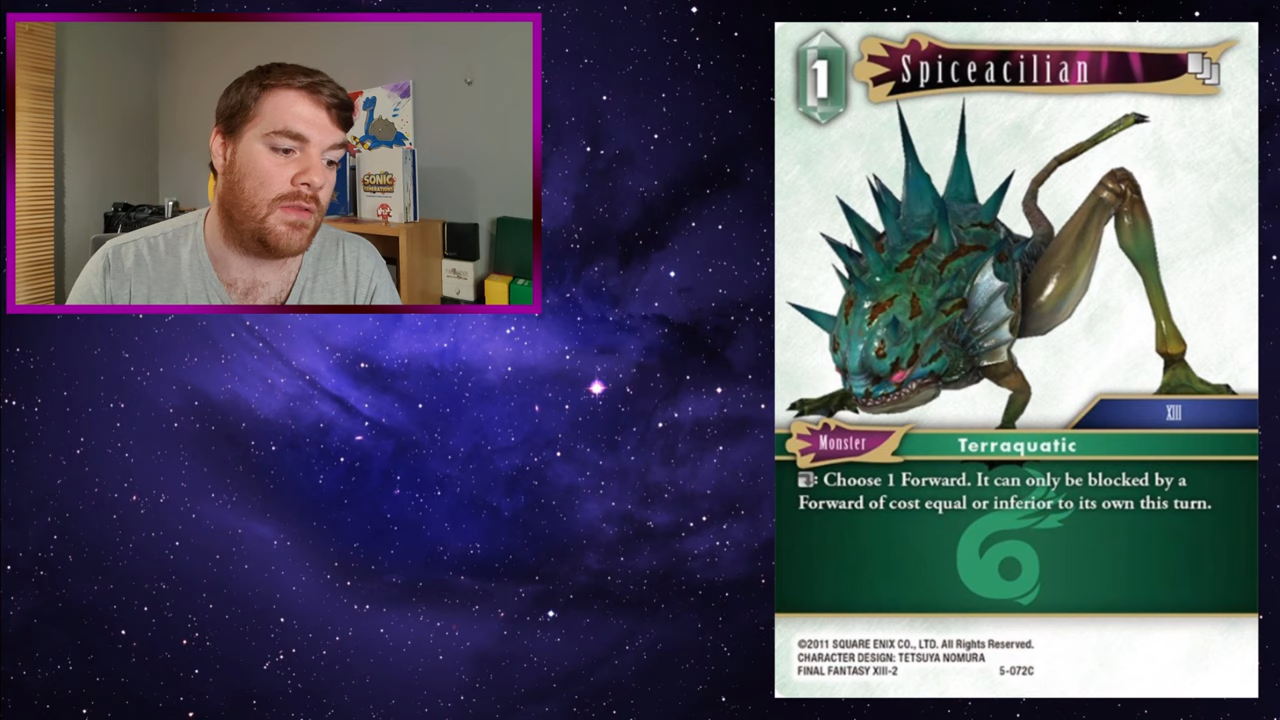 SONIC
GENERATIONS
1
Spiceacilian
XIII
Monster
Terraquatic
: Choose 1 Forward. It can only be blocked by a
Forward of cost equal or inferior to its own this turn.
6
©2011 SQUARE ENIX CO., LTD. All Rights Reserved.
CHARACTER DESIGN: TETSUYA NOMURA
FINAL FANTASY XIII-2 5-072C